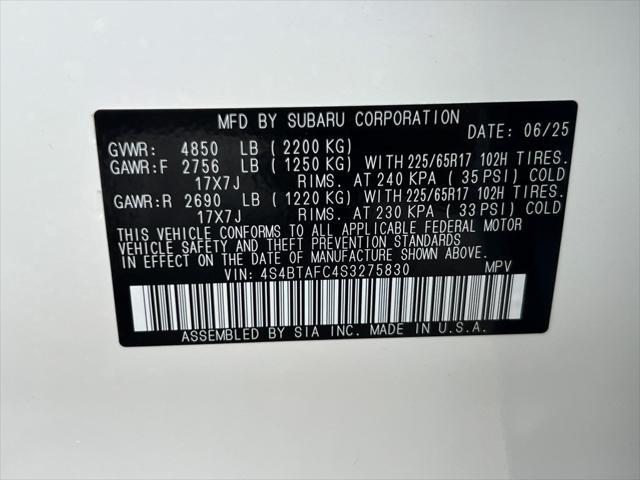 MFD BY SUBARU CORPORATION DATE: 06/25
GVWR: 4850 LB (2200 KG)
GAWR:F 2756 LB (1250 KG) WITH 225/65R17 102H TIRES.
17X7J RIMS. AT 240 KPA ( 35 PSI) COLD
GAWR:R 2690 LB (1220 KG) WITH 225/65R17 102H TIRES.
17X7J RIMS. AT 230 KPA ( 33 PSI) COLD
THIS VEHICLE CONFORMS TO ALL APPLICABLE FEDERAL MOTOR
VEHICLE SAFETY AND THEFT PREVENTION STANDARDS
IN EFFECT ON THE DATE OF MANUFACTURE SHOWN ABOVE.
VIN: 4S4BTAFC4S3275830 MPV
ASSEMBLED BY SIA INC. MADE IN U.S.A.